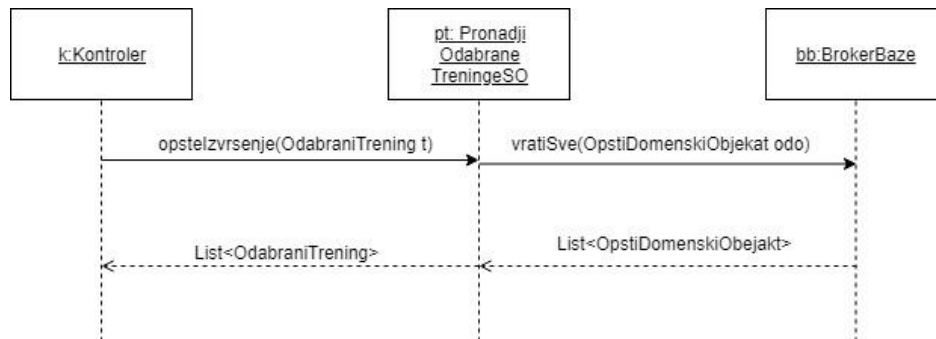 k:Kontroler
pt: Pronadji
Odabrane
TreningeSO
bb:BrokerBaze
opsteIzvrsenje(OdabraniTrening t)
vratiSve(OpstiDomenskiObjekat odo)
List<OdabraniTrening>
List<OpstiDomenskiObejakt>